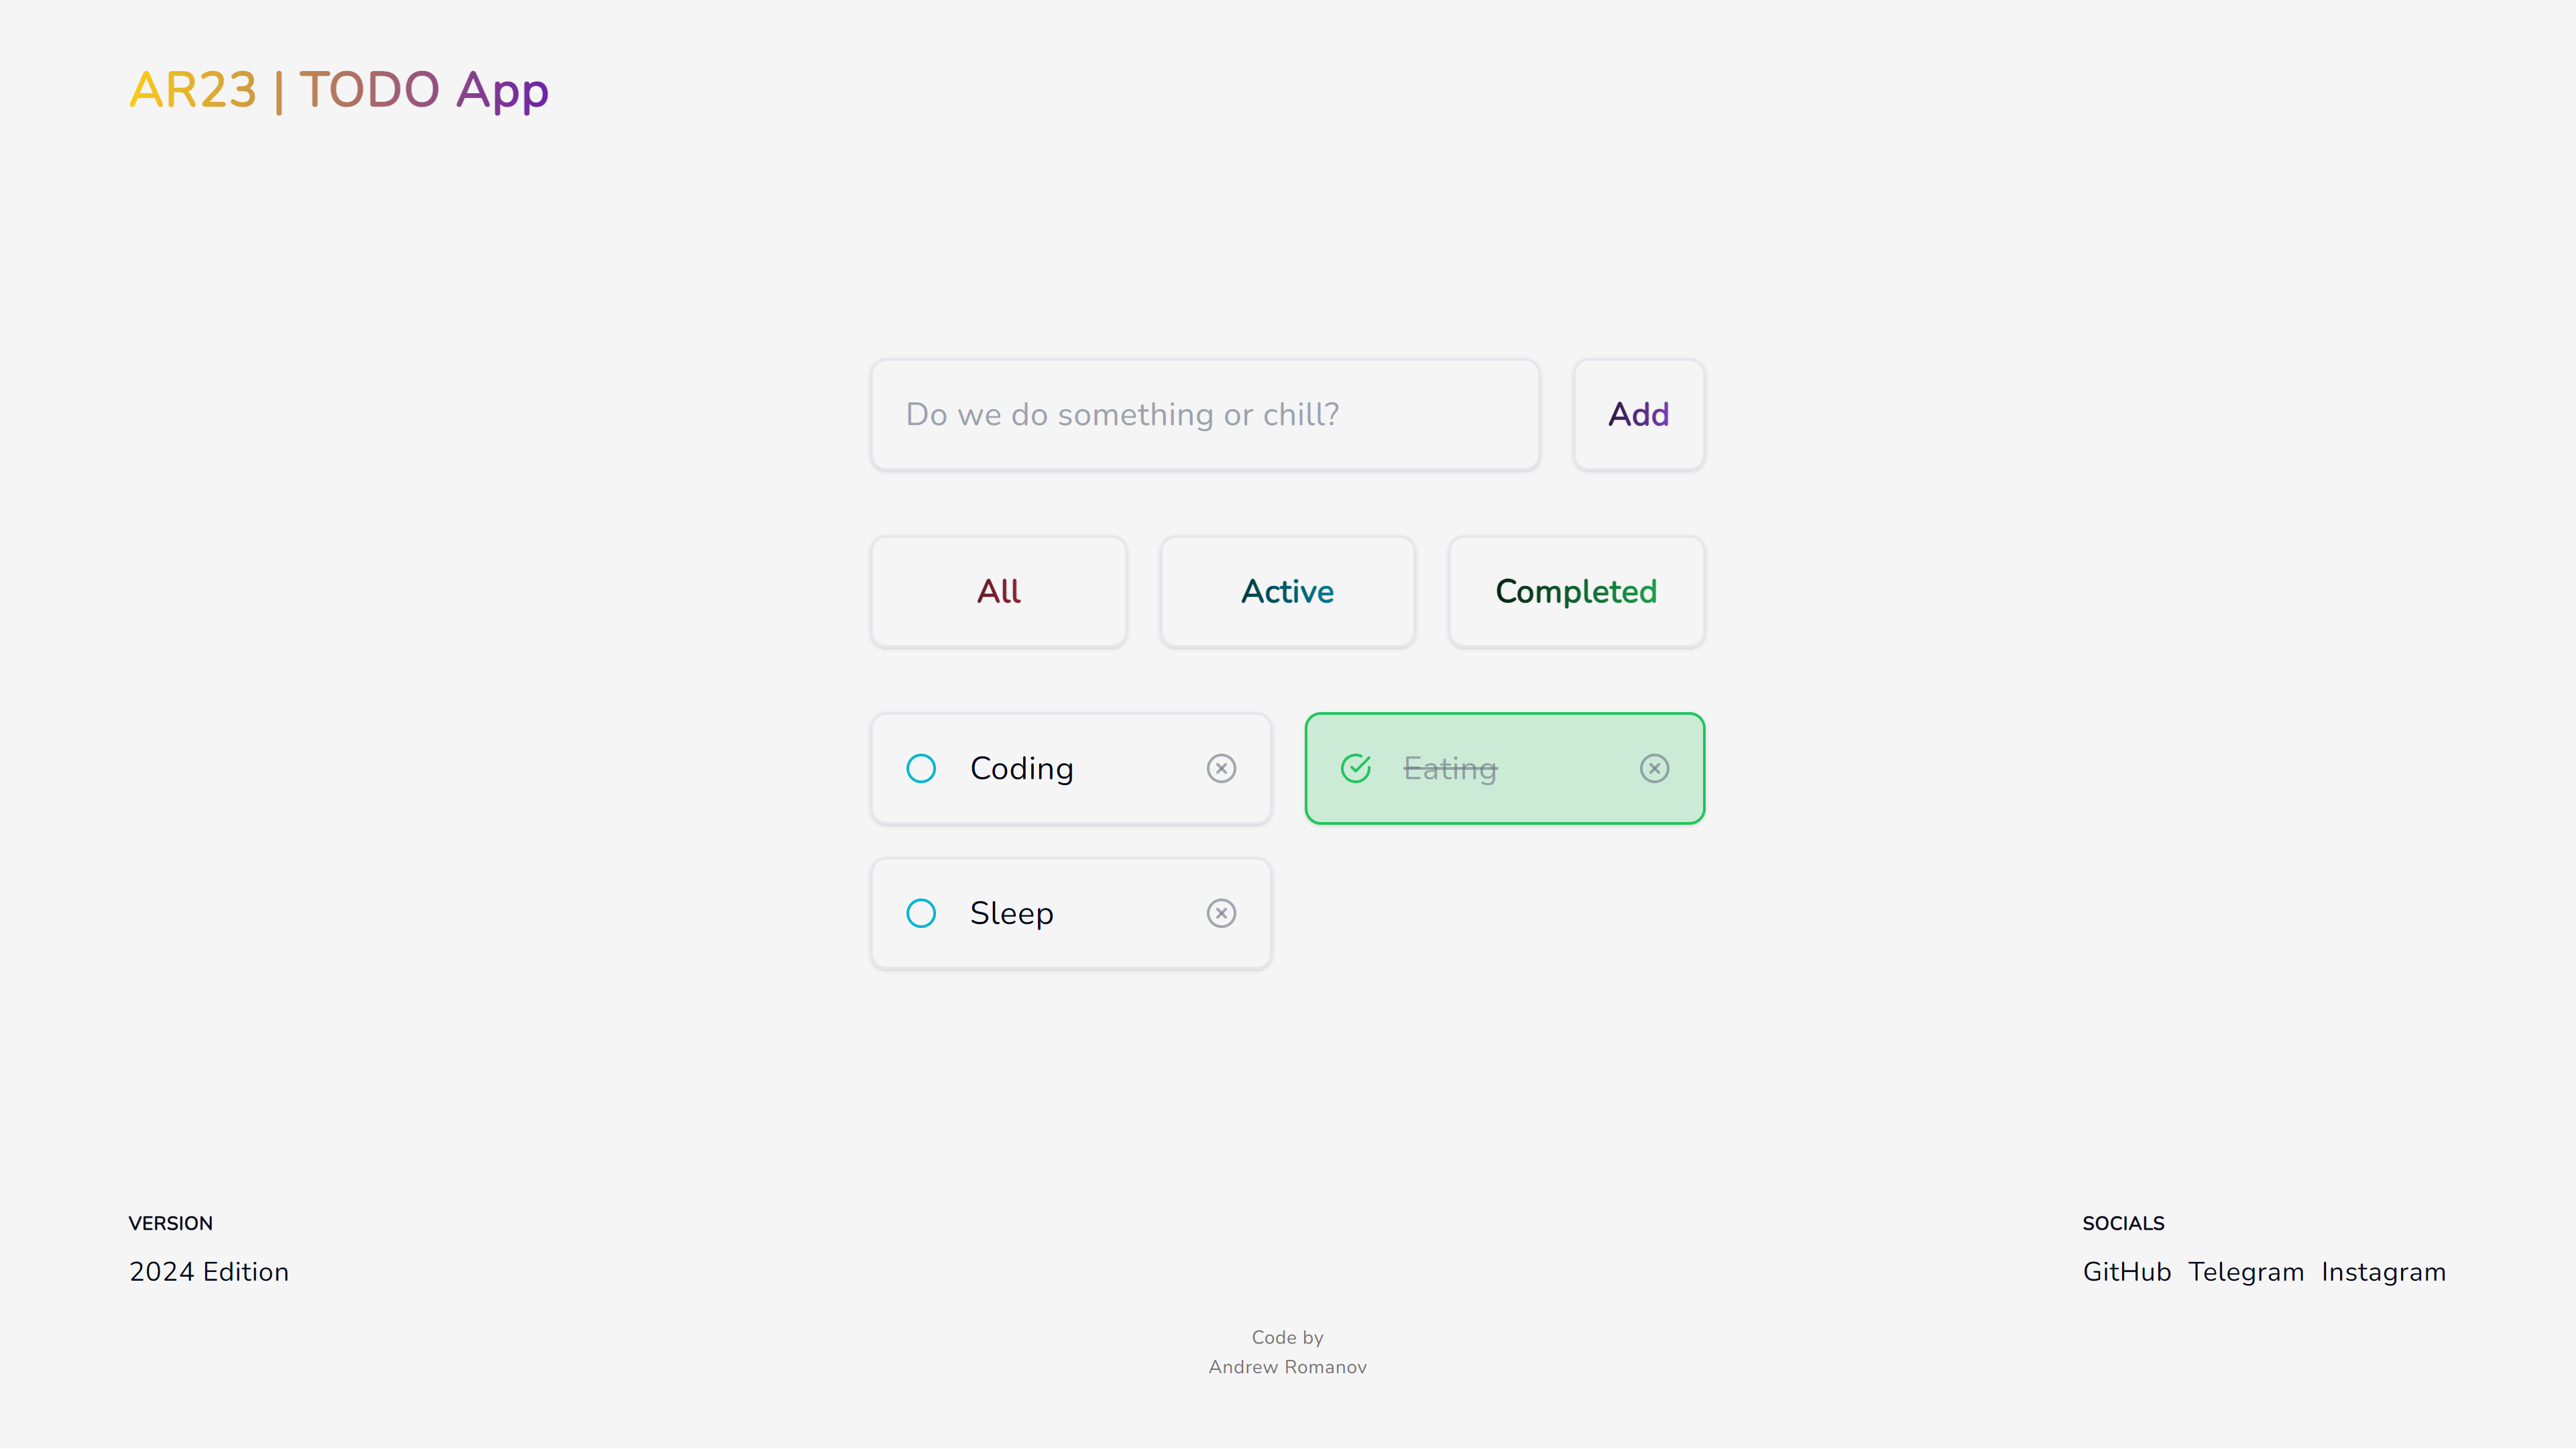 AR23 | TODO App
Do we do something or chill?
Add
All
Active
Completed
Coding
Eating
Sleep
VERSION
2024 Edition
SOCIALS
GitHub Telegram Instagram
Code by
Andrew Romanov